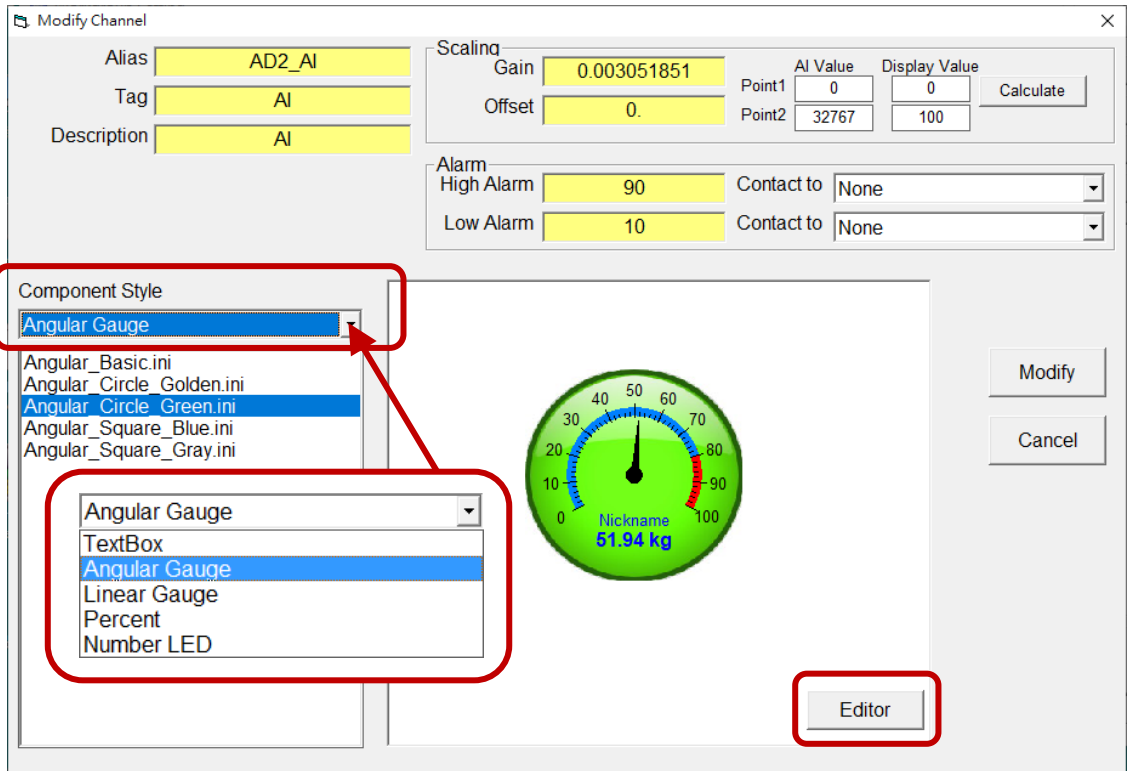 Modify Channel
Alias AD2_AI
Tag AI
Description AI
Scaling
Gain 0.003051851
Offset 0.
AI Value Display Value
Point1 0 0
Point2 32767 100
Calculate
Alarm
High Alarm 90 Contact to None
Low Alarm 10 Contact to None
Component Style
Angular Gauge
Angular_Basic.ini
Angular_Circle_Golden.ini
Angular_Circle_Green.ini
Angular_Square_Blue.ini
Angular_Square_Gray.ini
Angular Gauge
TextBox
Angular Gauge
Linear Gauge
Percent
Number LED
0 10 20 30 40 50 60 70 80 90 100
Nickname
51.94 kg
Editor
Modify
Cancel